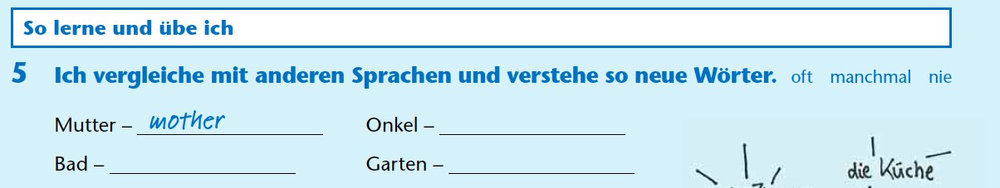 So lerne und übe ich
5 Ich vergleiche mit anderen Sprachen und verstehe so neue Wörter. oft manchmal nie
Mutter – mother Onkel –
Bad – Garten –
die Küche